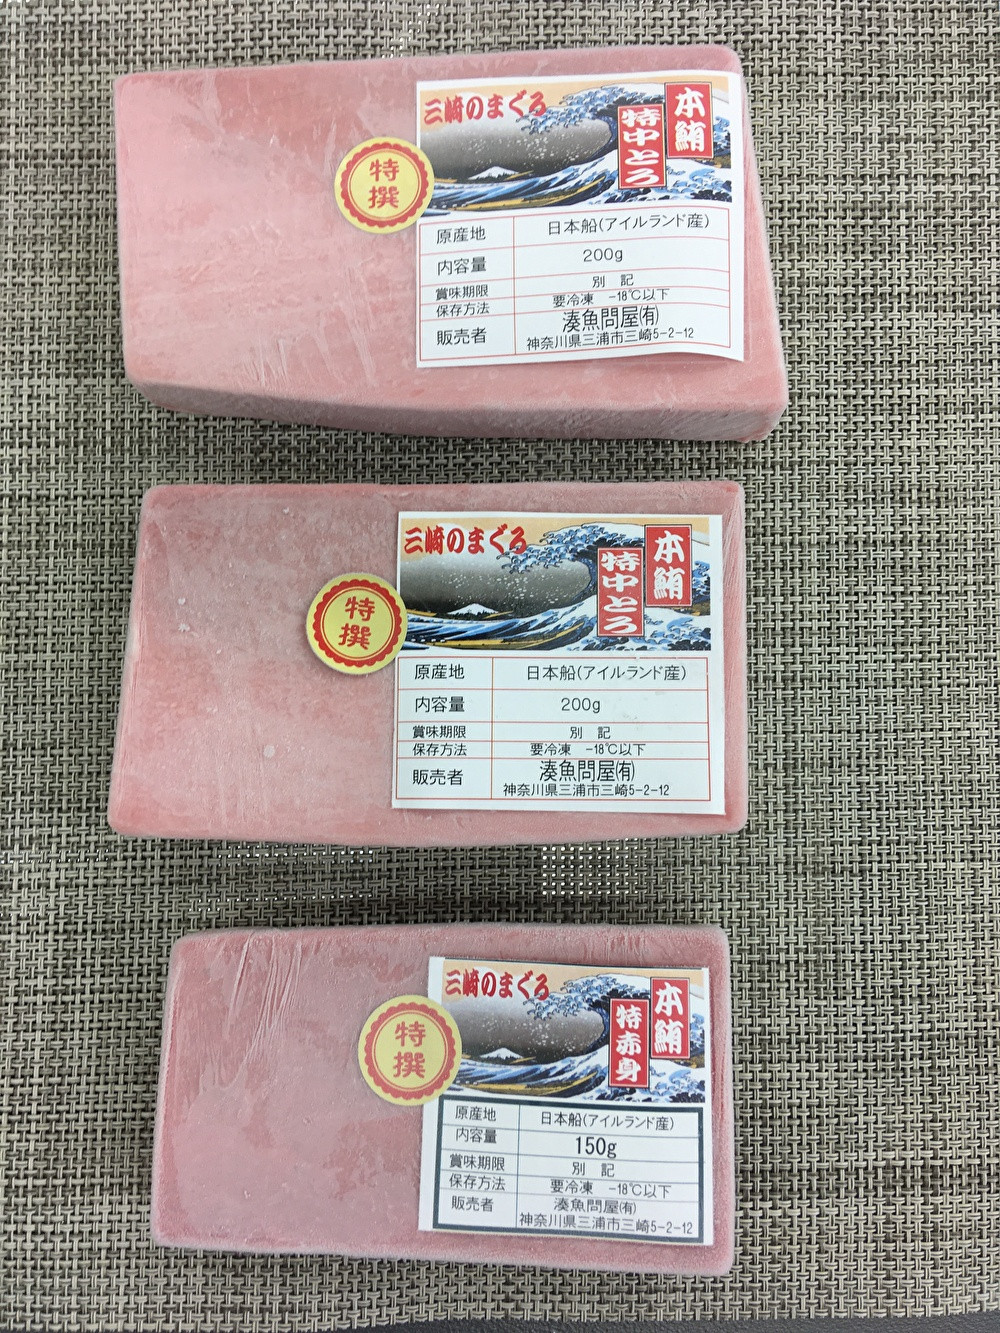 三崎のまぐろ
本鮪
特中とろ
特
撰
原産地 日本船(アイルランド産)
内容量 200g
賞味期限 別 記
保存方法 要冷凍 -18℃以下
販売者 湊魚問屋㈲
神奈川県三浦市三崎5-2-12
三崎のまぐろ
本鮪
特中とろ
特
撰
原産地 日本船(アイルランド産)
内容量 200g
賞味期限 別 記
保存方法 要冷凍 -18℃以下
販売者 湊魚問屋㈲
神奈川県三浦市三崎5-2-12
三崎のまぐろ
本鮪
特赤身
特
撰
原産地 日本船(アイルランド産)
内容量 150g
賞味期限 別 記
保存方法 要冷凍 -18℃以下
販売者 湊魚問屋㈲
神奈川県三浦市三崎5-2-12